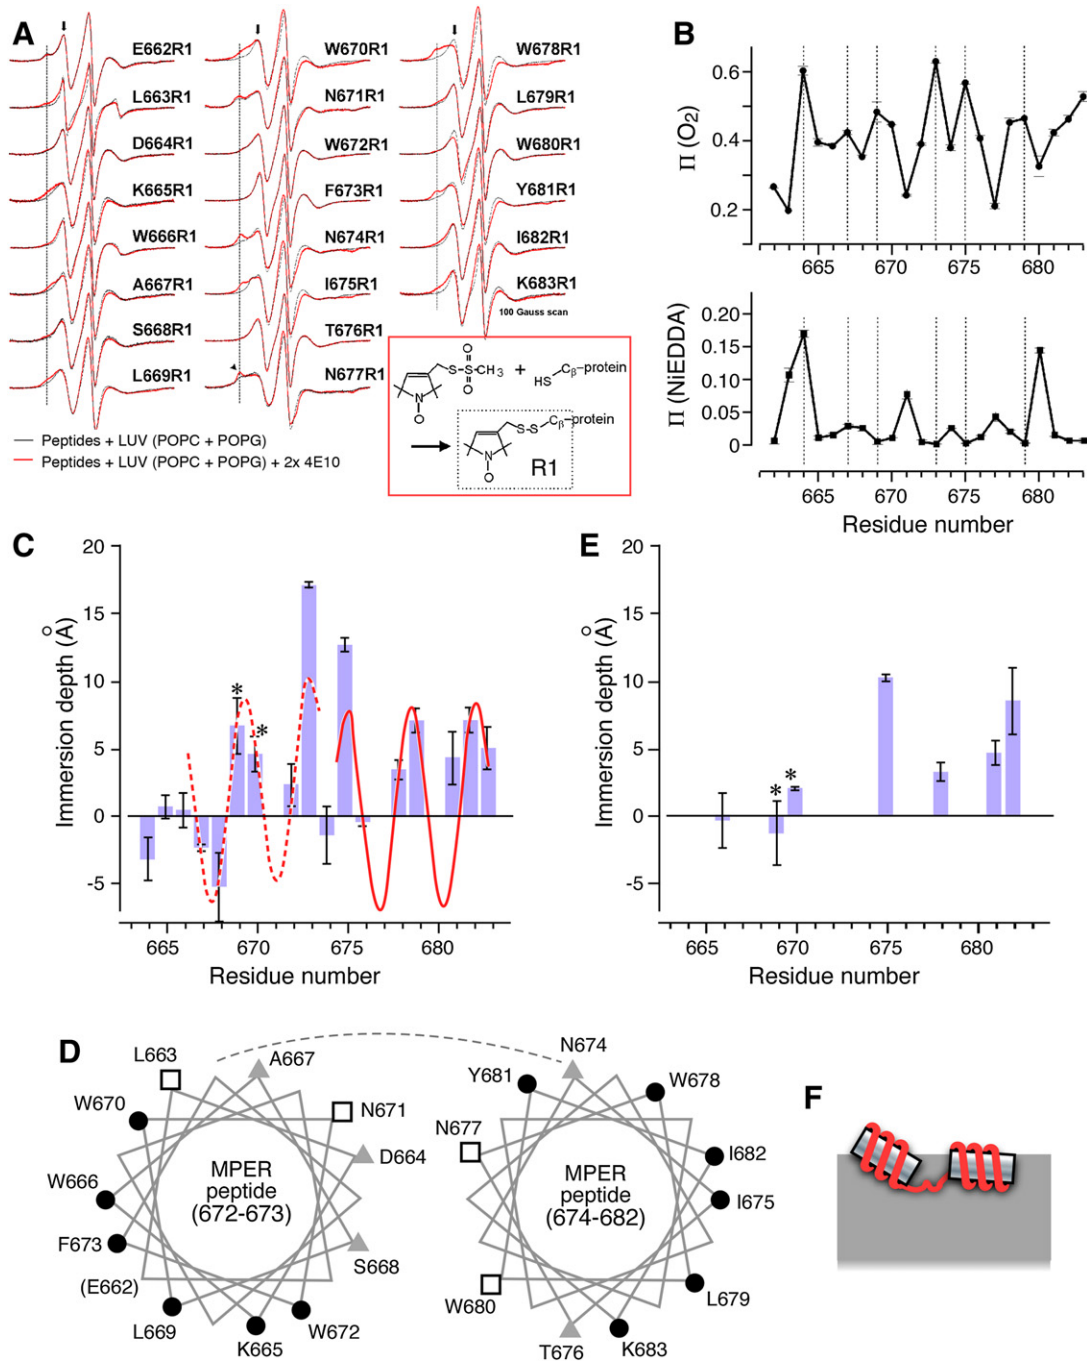 A
E662R1
L663R1
D664R1
K665R1
W666R1
A667R1
S668R1
L669R1
W670R1
N671R1
W672R1
F673R1
N674R1
I675R1
T676R1
N677R1
W678R1
L679R1
W680R1
Y681R1
I682R1
K683R1
100 Gauss scan
Peptides + LUV (POPC + POPG)
Peptides + LUV (POPC + POPG) + 2x 4E10
O
S-S-CH3
O
N
O
+
HS
Cβ-protein
S-S
Cβ-protein
N
O
R1
B
Π (O2)
0.6
0.4
0.2
665 670 675 680
Π (NiEDDA)
0.20
0.15
0.10
0.05
0
665 670 675 680
Residue number
C
Immersion depth (Å)
20
15
10
5
0
-5
* *
665 670 675 680
Residue number
E
Immersion depth (Å)
20
15
10
5
0
-5
* *
665 670 675 680
Residue number
D
L663
A667
W670
N671
D664
W666
MPER
peptide
(672-673)
F673
S668
(E662)
L669
K665
W672
N674
Y681
W678
N677
I682
MPER
peptide
(674-682)
I675
W680
L679
T676
K683
F